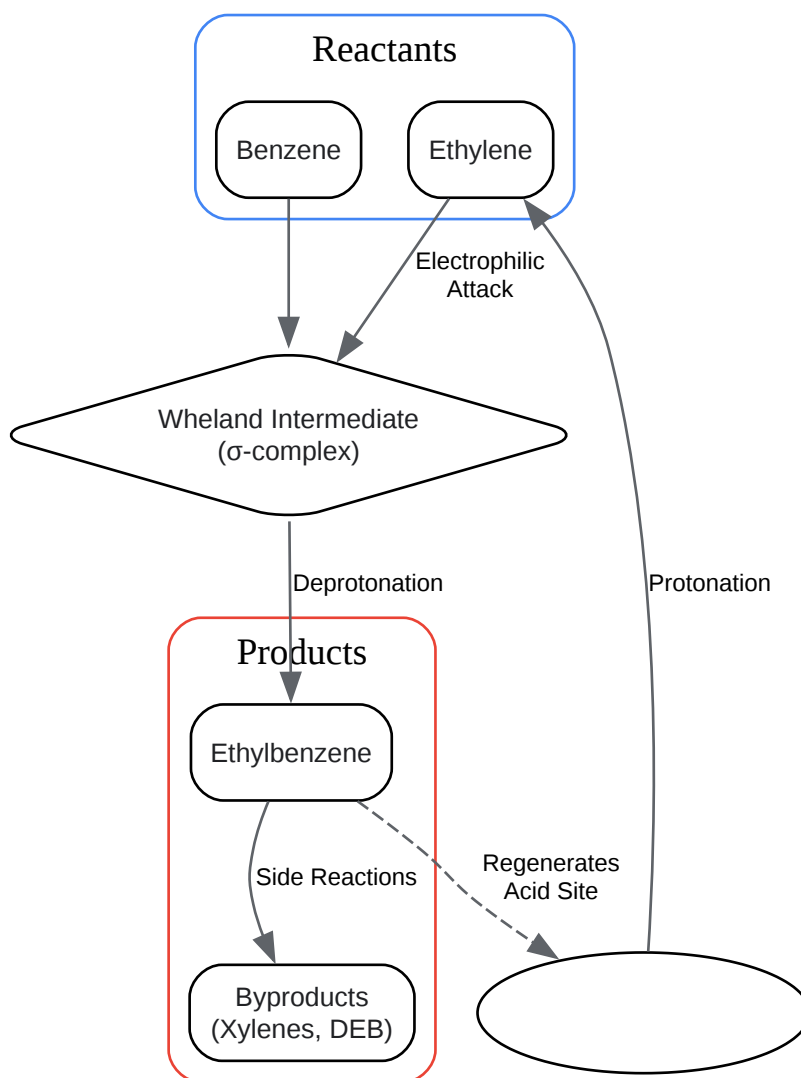 Reactants
Benzene
Ethylene
Electrophilic
Attack
Wheland Intermediate
(σ-complex)
Deprotonation
Protonation
Products
Ethylbenzene
Side Reactions
Regenerates
Acid Site
Byproducts
(Xylenes, DEB)